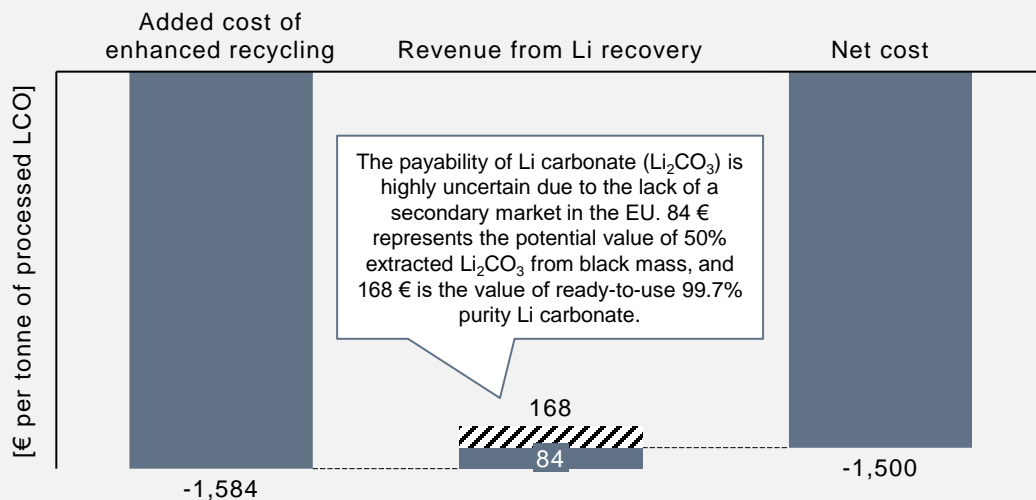 Added cost of
enhanced recycling
Revenue from Li recovery
Net cost
[€ per tonne of processed LCO]
The payability of Li carbonate (Li₂CO₃) is
highly uncertain due to the lack of a
secondary market in the EU. 84 €
represents the potential value of 50%
extracted Li₂CO₃ from black mass, and
168 € is the value of ready-to-use 99.7%
purity Li carbonate.
168
84
-1,584
-1,500